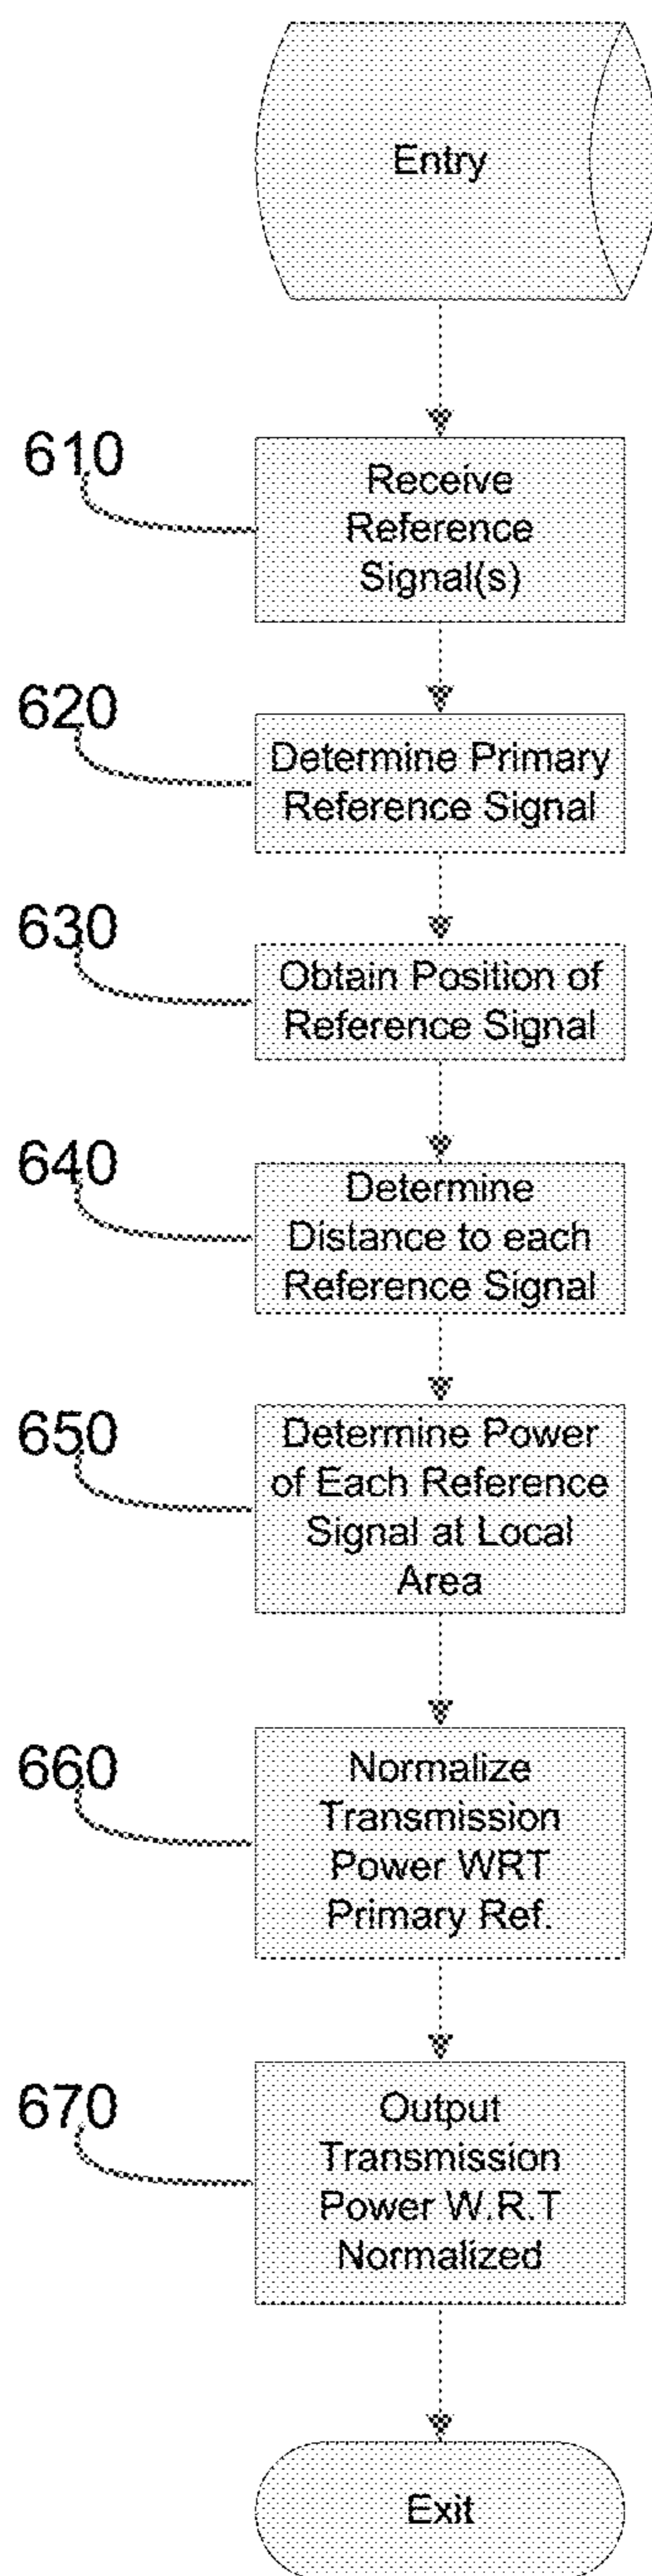 Entry
610
Receive
Reference
Signal(s)
620
Determine Primary
Reference Signal
630
Obtain Position of
Reference Signal
640
Determine
Distance to each
Reference Signal
650
Determine Power
of Each Reference
Signal at Local
Area
660
Normalize
Transmission
Power WRT
Primary Ref.
670
Output
Transmission
Power W.R.T
Normalized
Exit